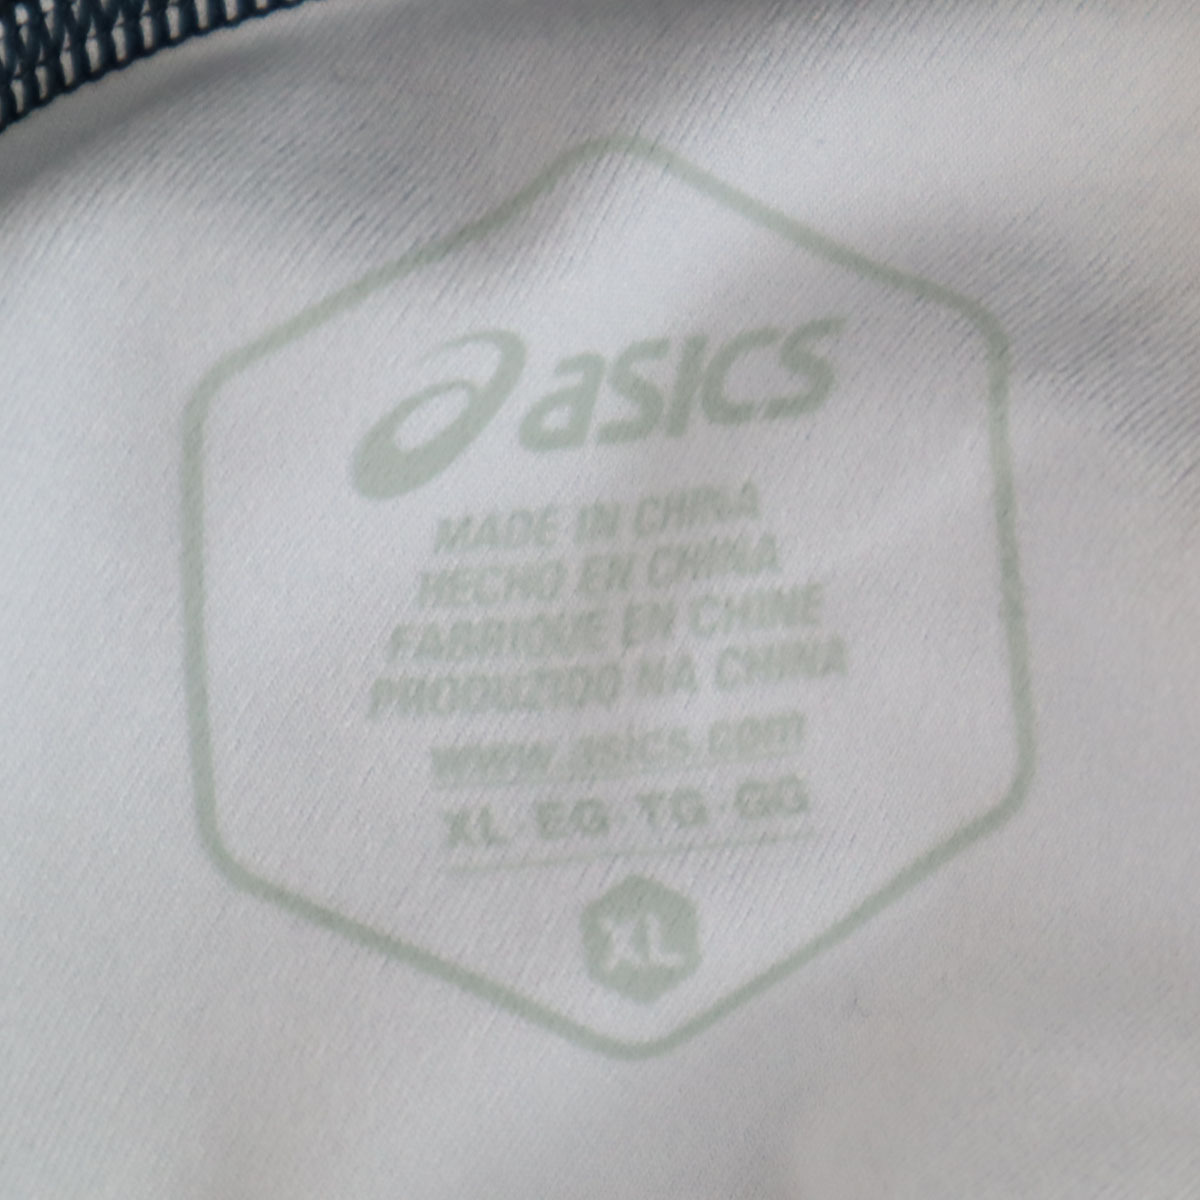 asics
MADE IN CHINA
HECHO EN CHINA
FABRIQUE EN CHINE
PRODUZIDO NA CHINA
www.asics.com
XL·EG·TG·GG
XL